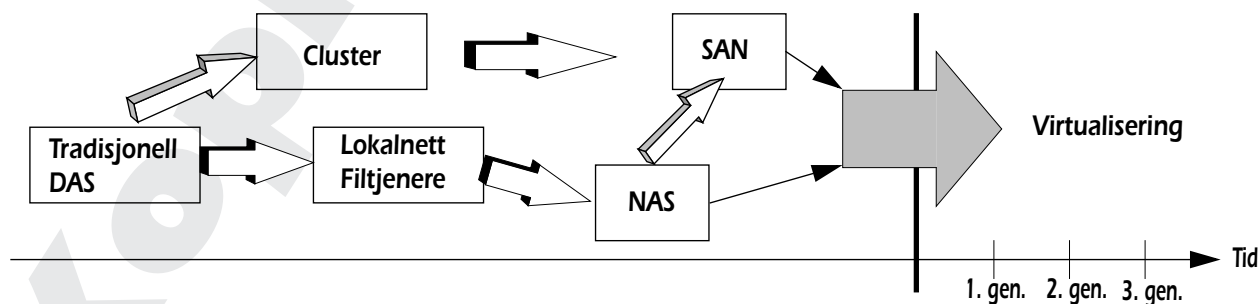 Cluster
SAN
Tradisjonell
DAS
Lokalnett
Filtjenere
NAS
Virtualisering
Tid
1. gen.
2. gen.
3. gen.